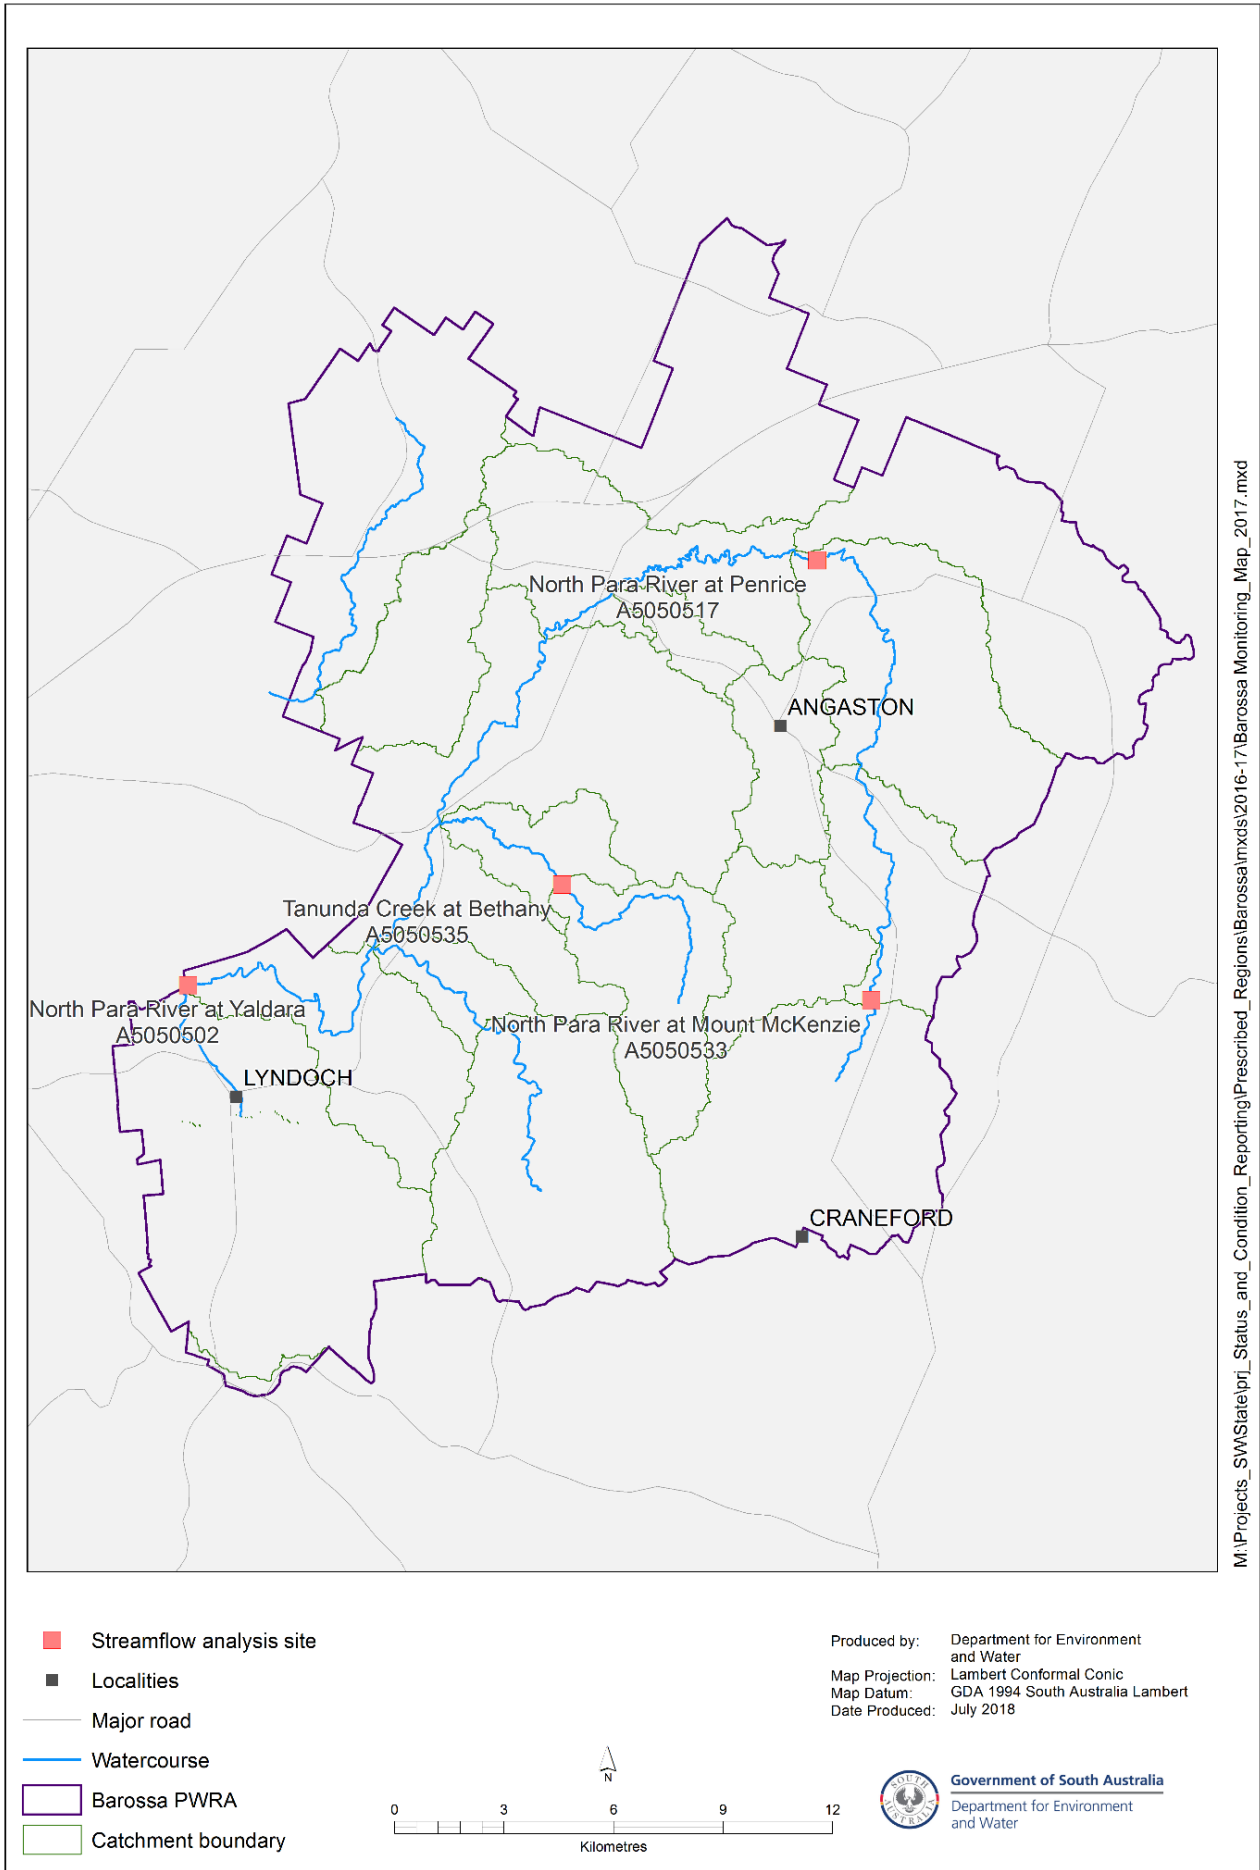 North Para River at Penrice
A5050517
ANGASTON
Tanunda Creek at Bethany
A5050535
North Para River at Yaldara
A5050502
North Para River at Mount McKenzie
A5050533
LYNDOCH
CRANEFORD
M:\Projects_SW\State\prj_Status_and_Condition_Reporting\Prescribed_Regions\Barossa\mxds\2016-17\Barossa Monitoring_Map_2017.mxd
Streamflow analysis site
Localities
Major road
Watercourse
Barossa PWRA
Catchment boundary
N
0 3 6 9 12
Kilometres
Produced by: Department for Environment
and Water
Map Projection: Lambert Conformal Conic
Map Datum: GDA 1994 South Australia Lambert
Date Produced: July 2018
SOUTH AUSTRALIA
Government of South Australia
Department for Environment
and Water